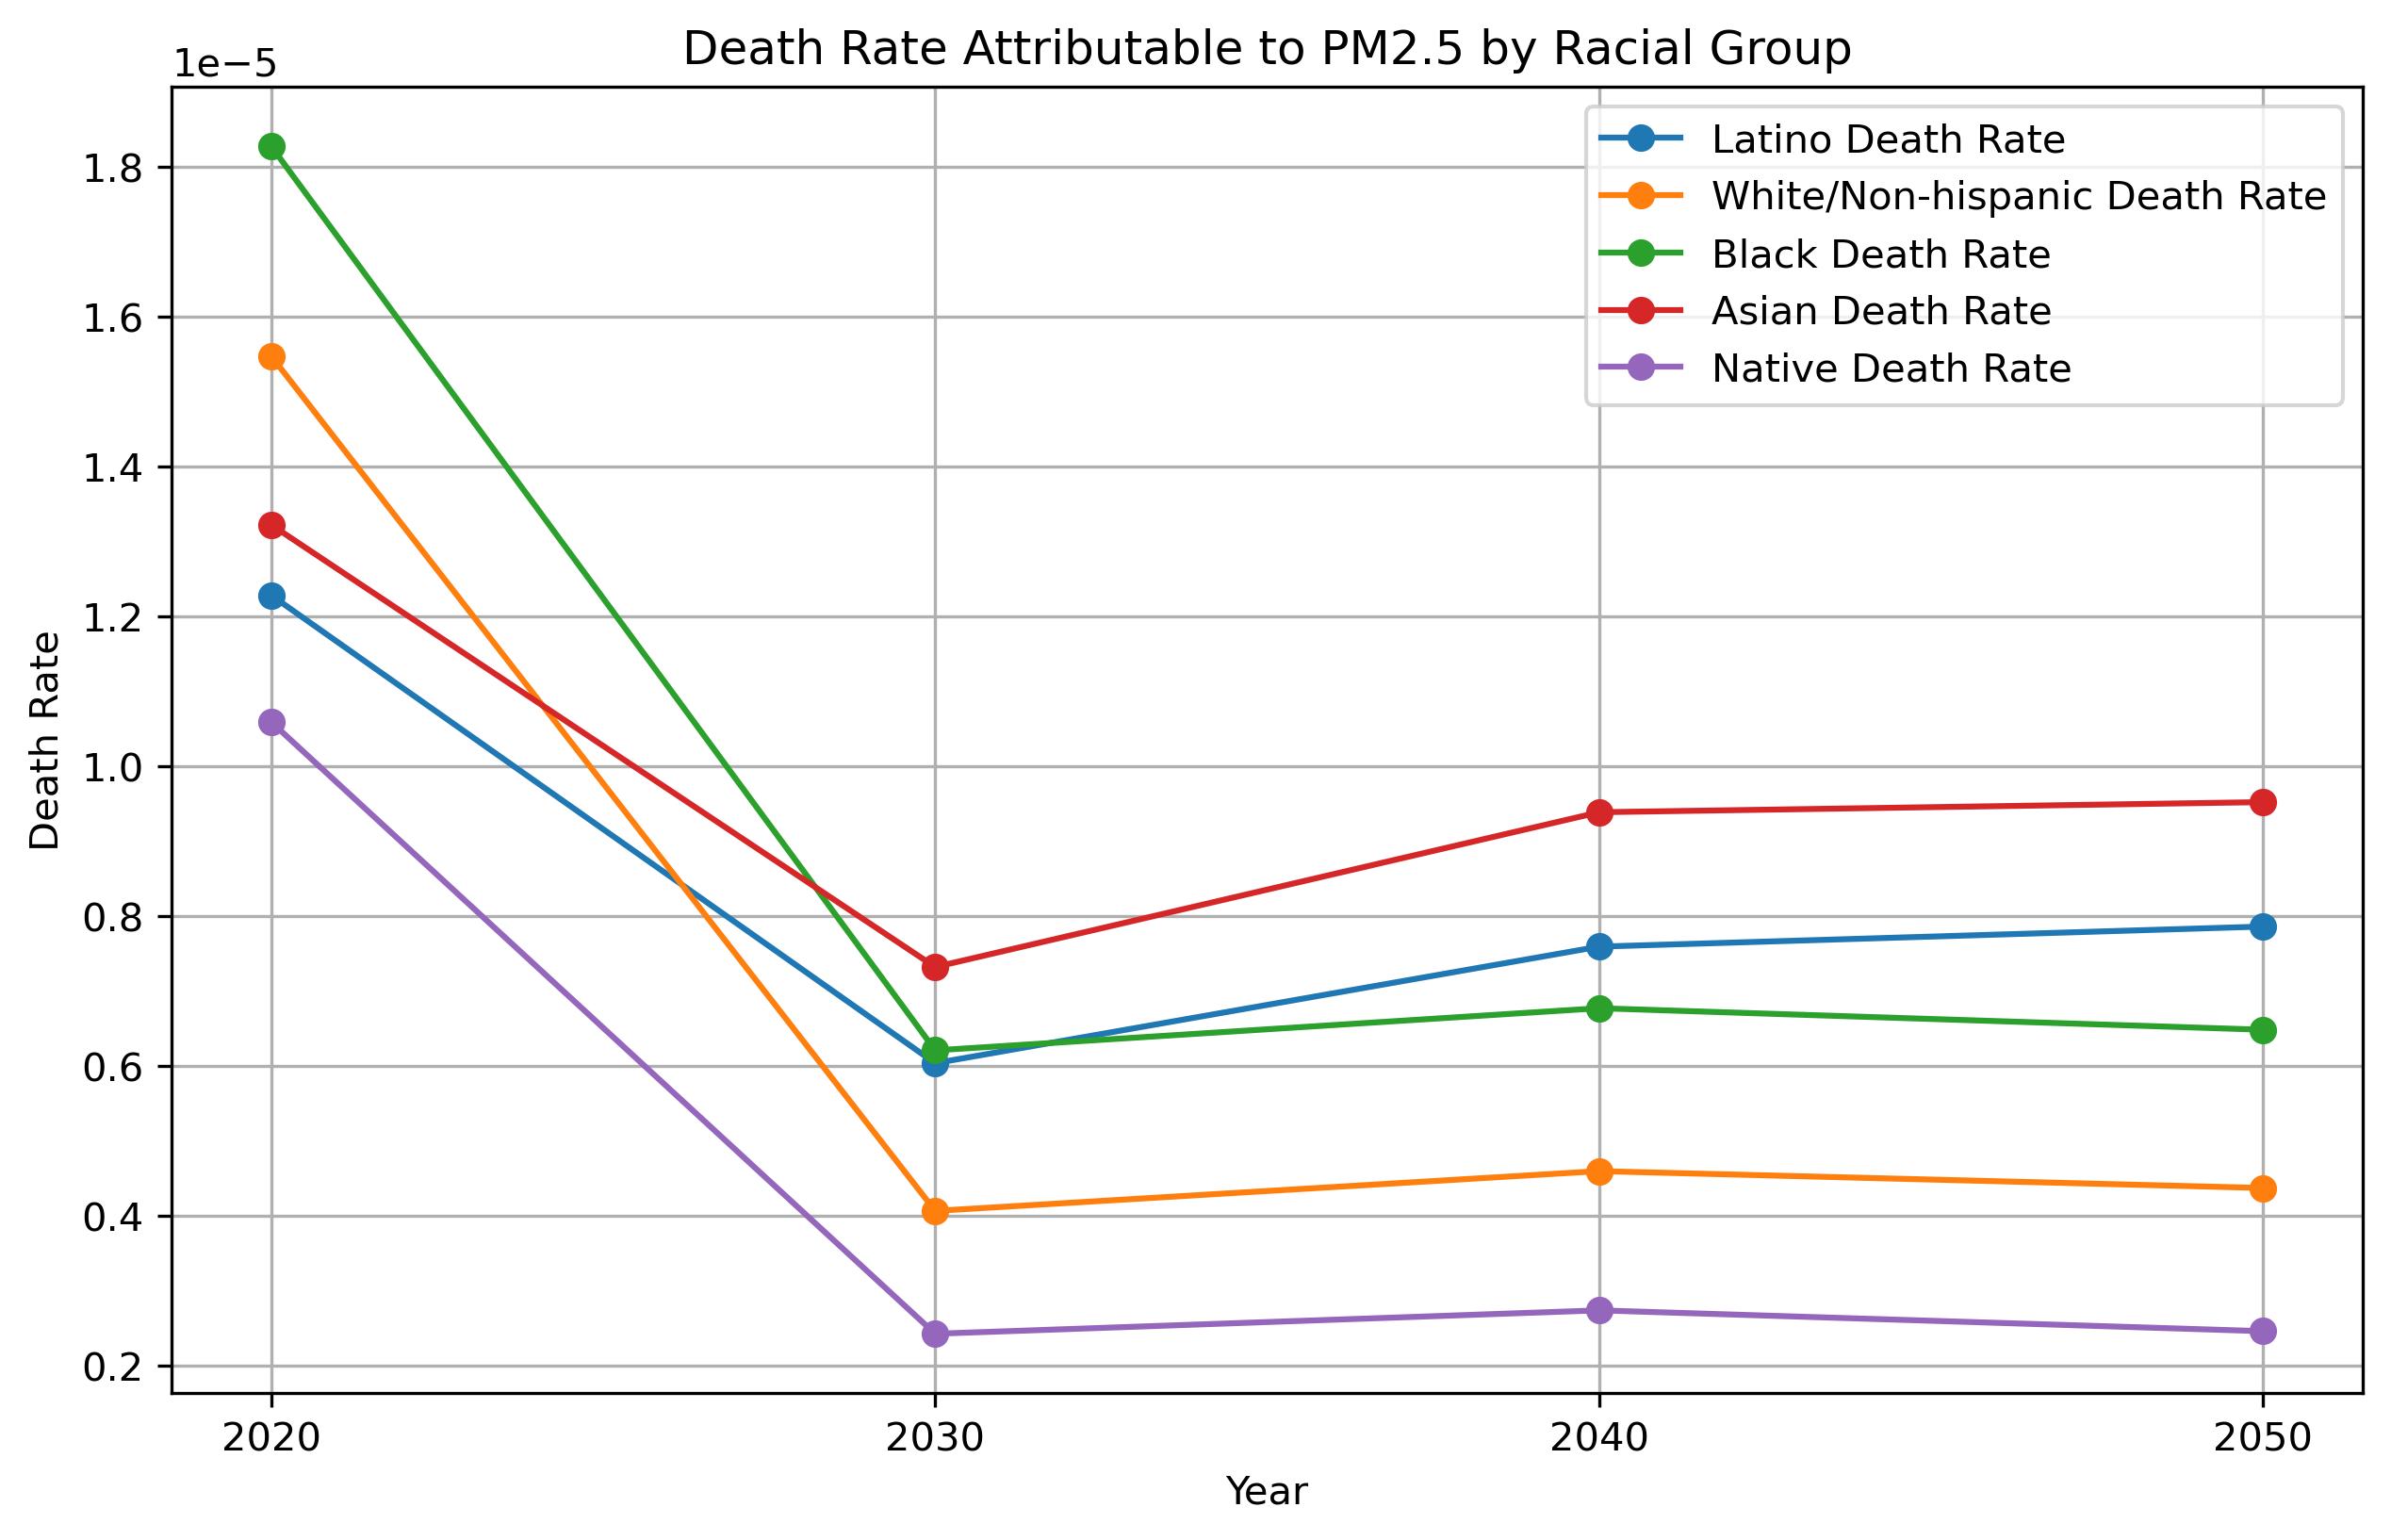 Death Rate Attributable to PM2.5 by Racial Group
1e−5
Latino Death Rate
White/Non-hispanic Death Rate
Black Death Rate
Asian Death Rate
Native Death Rate
1.8
1.6
1.4
1.2
1.0
0.8
0.6
0.4
0.2
Death Rate
2020 2030 2040 2050
Year